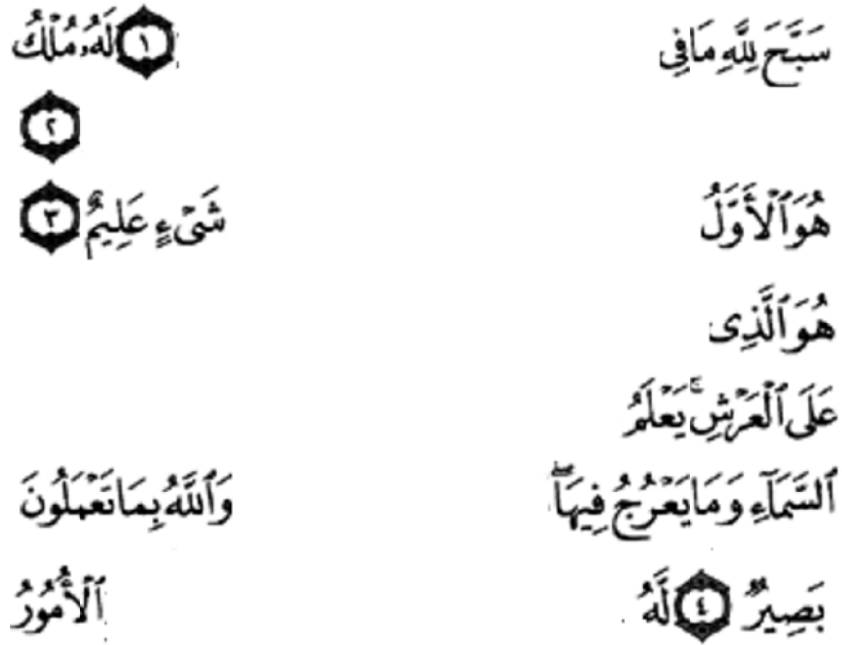 سَبَّحَ لِلَّهِ مَا فِي ١ لَهُۥ مُلْكُ
٢
هُوَ ٱلْأَوَّلُ شَىْءٍ عَلِيمٌ ٣
هُوَ ٱلَّذِى
عَلَى ٱلْعَرْشِ ۚ يَعْلَمُ
ٱلسَّمَآءِ وَمَا يَعْرُجُ فِيهَا ۖ وَٱللَّهُ بِمَا تَعْمَلُونَ
بَصِيرٌ ٤ لَّهُ ٱلْأُمُورُ